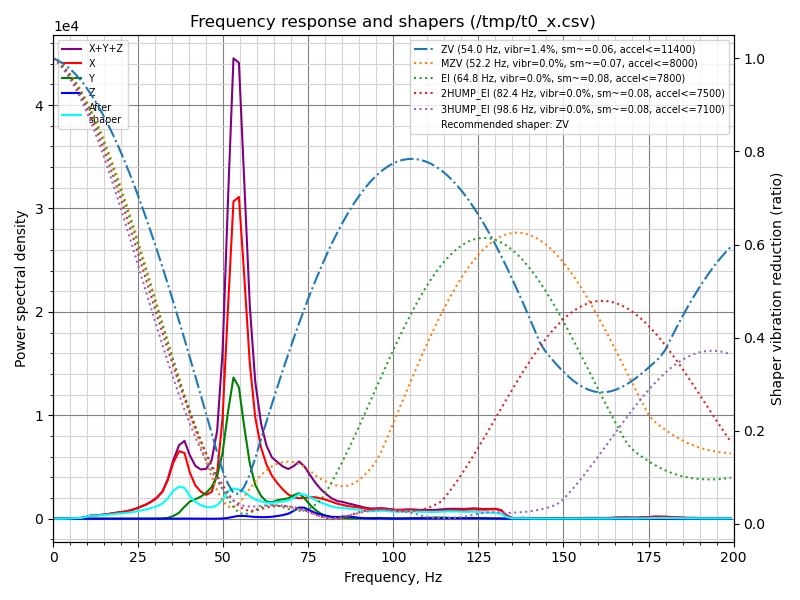 Frequency response and shapers (/tmp/t0_x.csv)
1e4
X+Y+Z
X
Y
Z
After
shaper
ZV (54.0 Hz, vibr=1.4%, sm~=0.06, accel<=11400)
MZV (52.2 Hz, vibr=0.0%, sm~=0.07, accel<=8000)
EI (64.8 Hz, vibr=0.0%, sm~=0.08, accel<=7800)
2HUMP_EI (82.4 Hz, vibr=0.0%, sm~=0.08, accel<=7500)
3HUMP_EI (98.6 Hz, vibr=0.0%, sm~=0.08, accel<=7100)
Recommended shaper: ZV
Power spectral density
4
3
2
1
0
1.0
0.8
0.6
0.4
0.2
0.0
Shaper vibration reduction (ratio)
0 25 50 75 100 125 150 175 200
Frequency, Hz